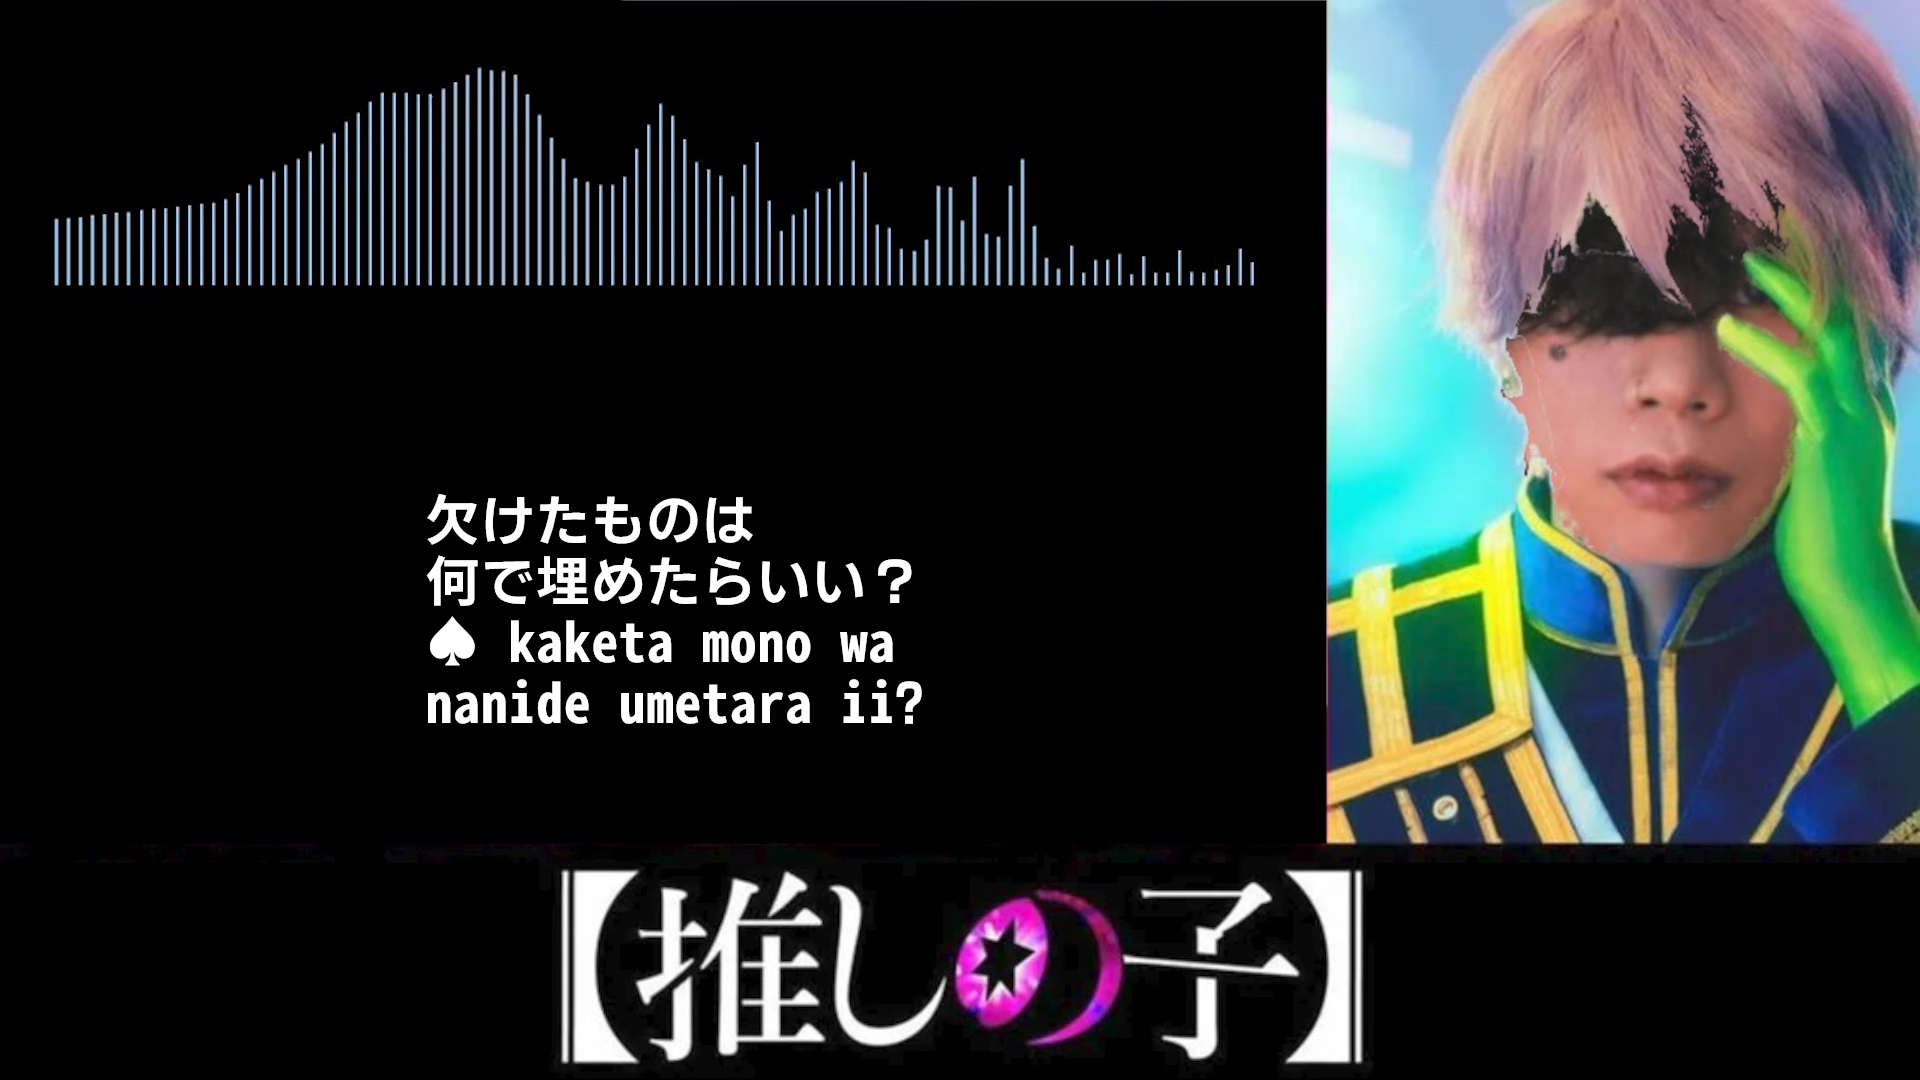 欠けたものは
何で埋めたらいい？
♠ kaketa mono wa
nanide umetara ii?
【推しの子】